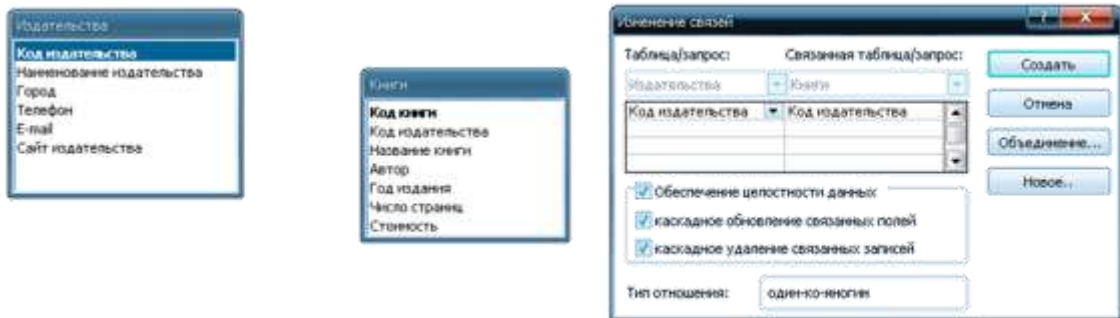 Издательства
Код издательства
Наименование издательства
Город
Телефон
E-mail
Сайт издательства
Книги
Код книги
Код издательства
Название книги
Автор
Год издания
Число страниц
Стоимость
Изменение связей
Таблица/запрос: Связанная таблица/запрос:
Издательства Книги
Код издательства Код издательства
Обеспечение целостности данных
каскадное обновление связанных полей
каскадное удаление связанных записей
Тип отношения: один-ко-многим
Создать
Отмена
Объединение...
Новое..